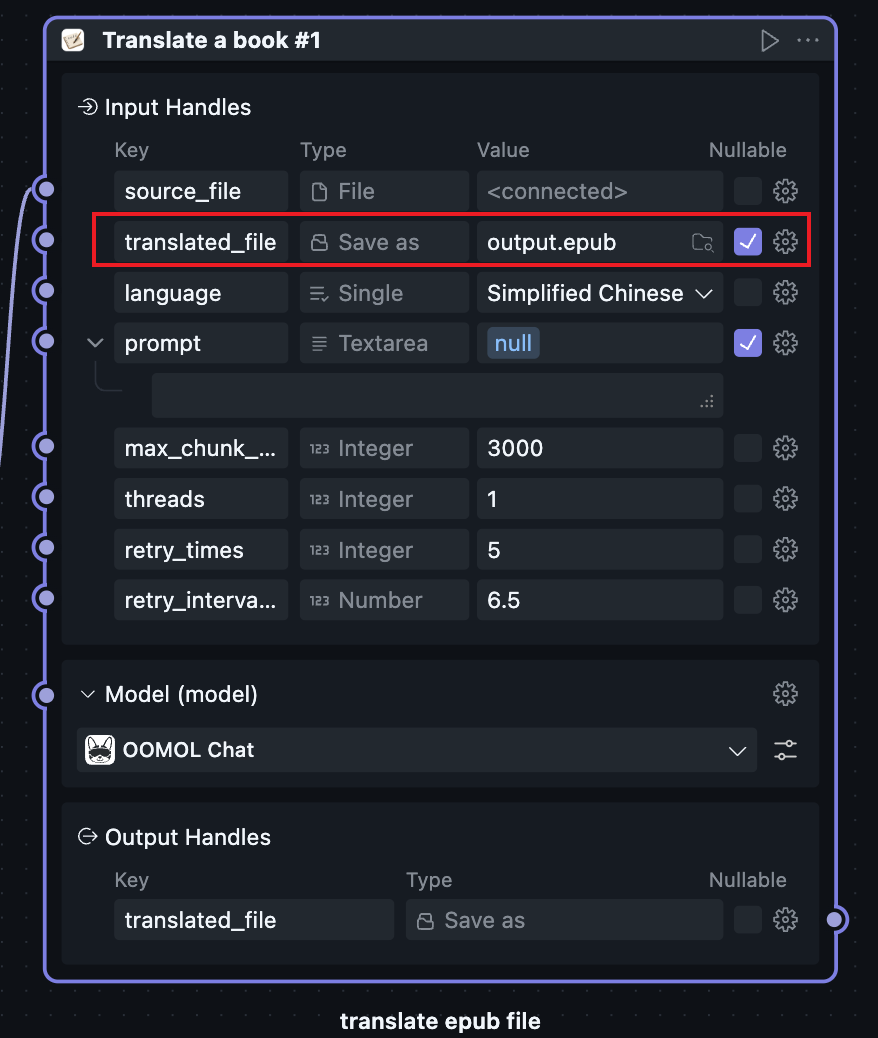 Translate a book #1
Input Handles
Key Type Value Nullable
source_file File <connected>
translated_file Save as output.epub
language Single Simplified Chinese
prompt Textarea null
max_chunk_... 123 Integer 3000
threads 123 Integer 1
retry_times 123 Integer 5
retry_interva... 123 Number 6.5
Model (model)
OOMOL Chat
Output Handles
Key Type Nullable
translated_file Save as
translate epub file